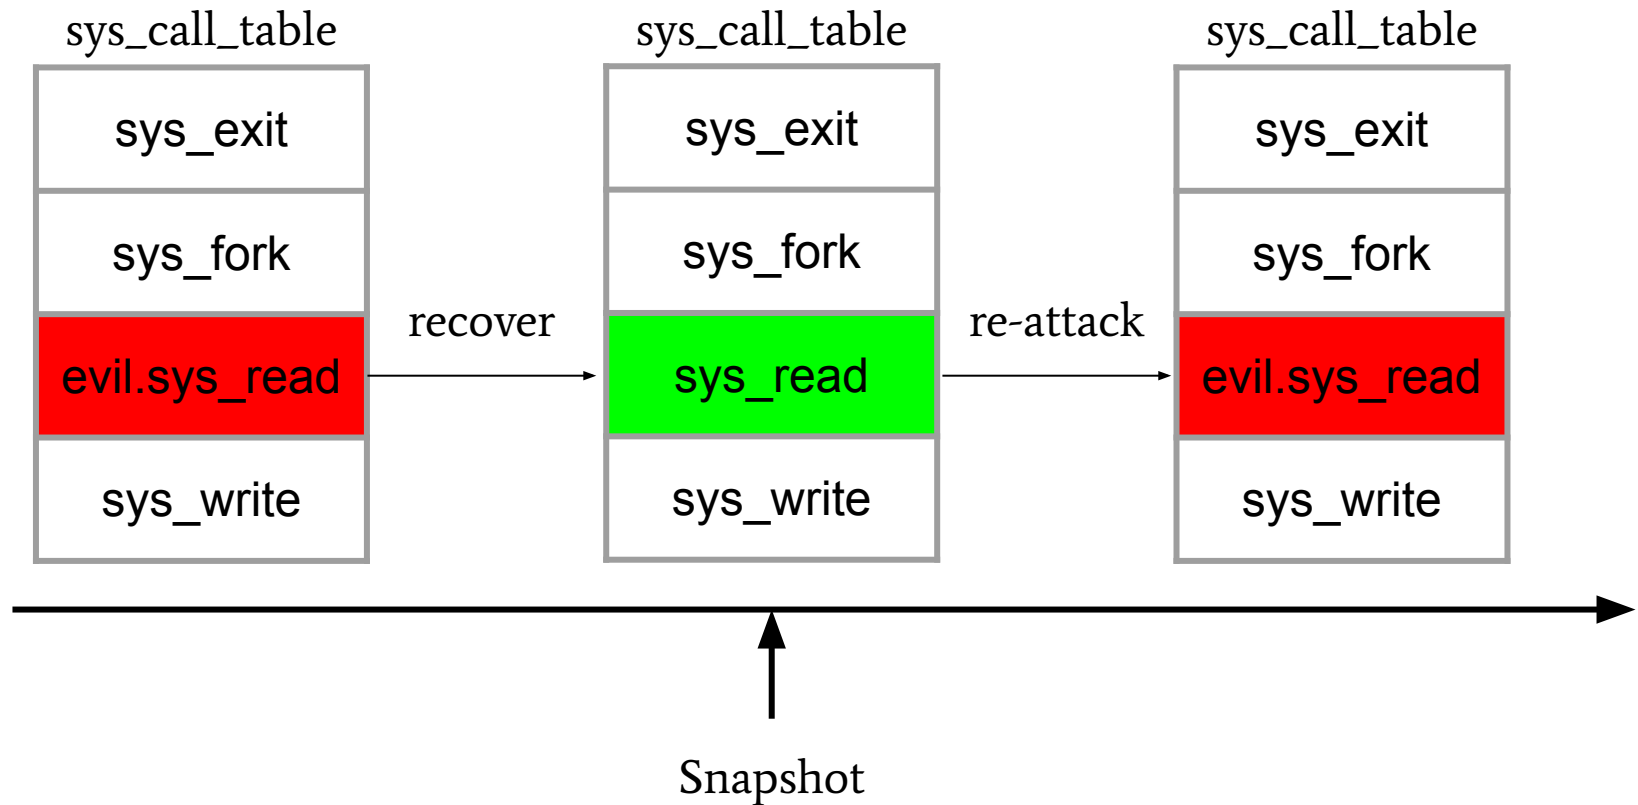 sys_call_table
sys_call_table
sys_call_table
sys_exit
sys_exit
sys_exit
sys_fork
sys_fork
sys_fork
recover
re-attack
evil.sys_read
sys_read
evil.sys_read
sys_write
sys_write
sys_write
Snapshot